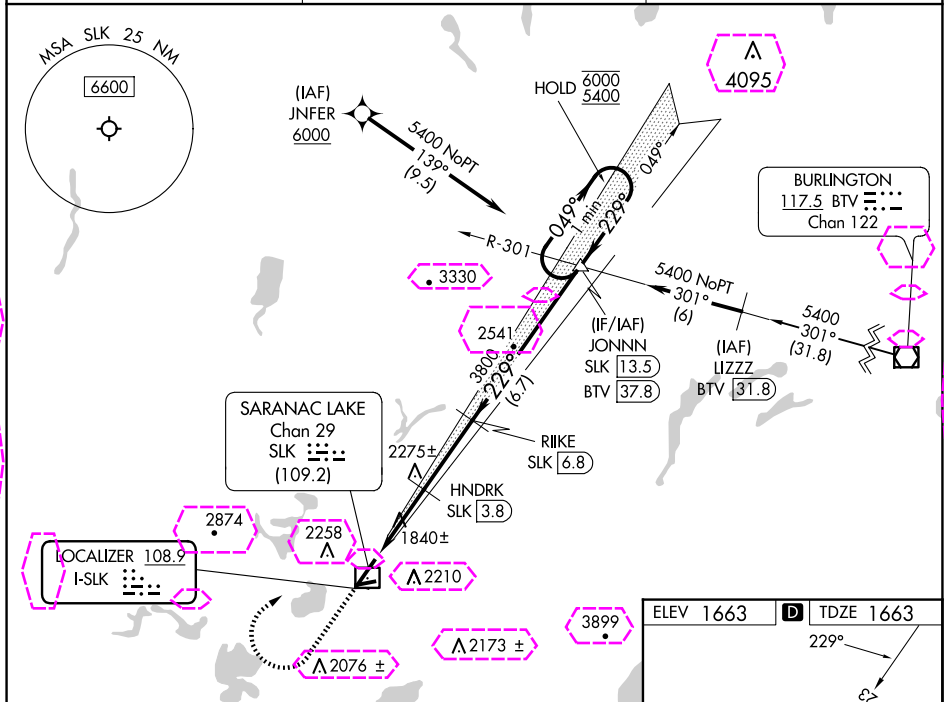 MSA SLK 25 NM
6600
(IAF)
JNFER
6000
5400 NoPT
139°
(9.5)
HOLD 6000
5400
4095
049°
049°
1 min
229°
R-301
BURLINGTON
117.5 BTV
Chan 122
3330
5400 NoPT
301°
(6)
5400
301°
(31.8)
2541
(IF/IAF)
JONNN
SLK 13.5
BTV 37.8
(IAF)
LIZZZ
BTV 31.8
3800
229°
(6.7)
SARANAC LAKE
Chan 29
SLK
(109.2)
2275±
RIIKE
SLK 6.8
HNDRK
SLK 3.8
2874
2258
1840±
LOCALIZER 108.9
I-SLK
2210
3899
2173 ±
2076 ±
ELEV 1663 D TDZE 1663
229°
23